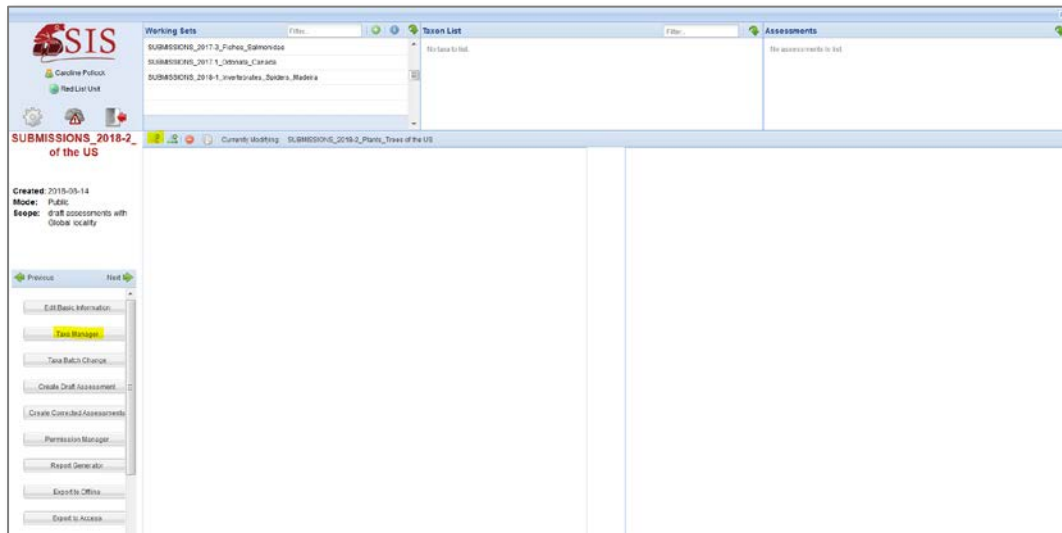 SIS
Caroline Pollock
Red List Unit
Working Sets
Filter...
SUBMISSIONS_2017-3_Fishes_Salmonidae
SUBMISSIONS_2017.1_Odonata_Canada
SUBMISSIONS_2018-1_Invertebrates_Spiders_Madeira
Taxon List
Filter...
No taxa to list.
Assessments
No assessments to list.
SUBMISSIONS_2018-2_
of the US
Currently Modifying: SUBMISSIONS_2018-2_Plants_Trees of the US
Created: 2018-06-14
Mode: Public
Scope: draft assessments with
Global locality
Previous
Next
Edit Basic Information
Taxa Manager
Taxa Batch Change
Create Draft Assessment
Create Corrected Assessments
Permission Manager
Report Generator
Export to Offline
Export to Access